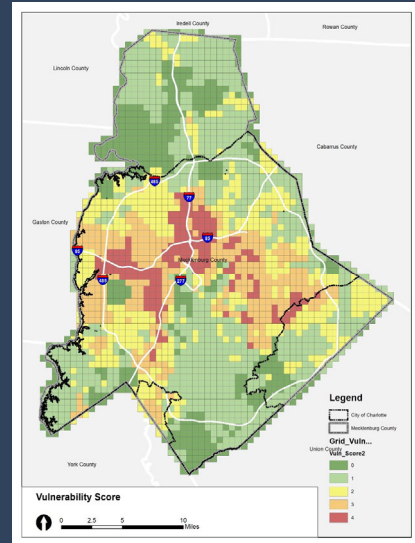 Iredell County
Rowan County
Lincoln County
Cabarrus County
Gaston County
485
77
85
Mecklenburg County
85
485
277
Union County
York County
Legend
City of Charlotte
Mecklenburg County
Grid_Vuln...
Vuln_Score2
0
1
2
3
4
Vulnerability Score
0 2.5 5 10
Miles